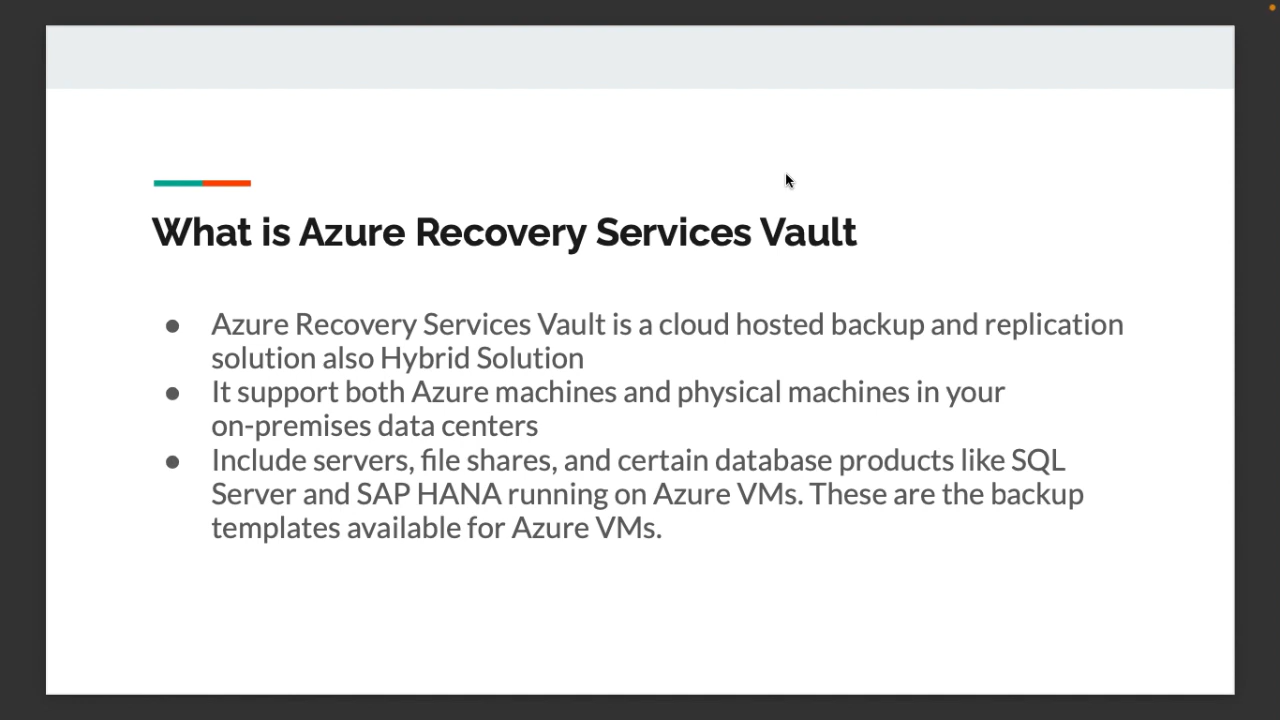 What is Azure Recovery Services Vault
● Azure Recovery Services Vault is a cloud hosted backup and replication
solution also Hybrid Solution
● It support both Azure machines and physical machines in your
on-premises data centers
● Include servers, file shares, and certain database products like SQL
Server and SAP HANA running on Azure VMs. These are the backup
templates available for Azure VMs.